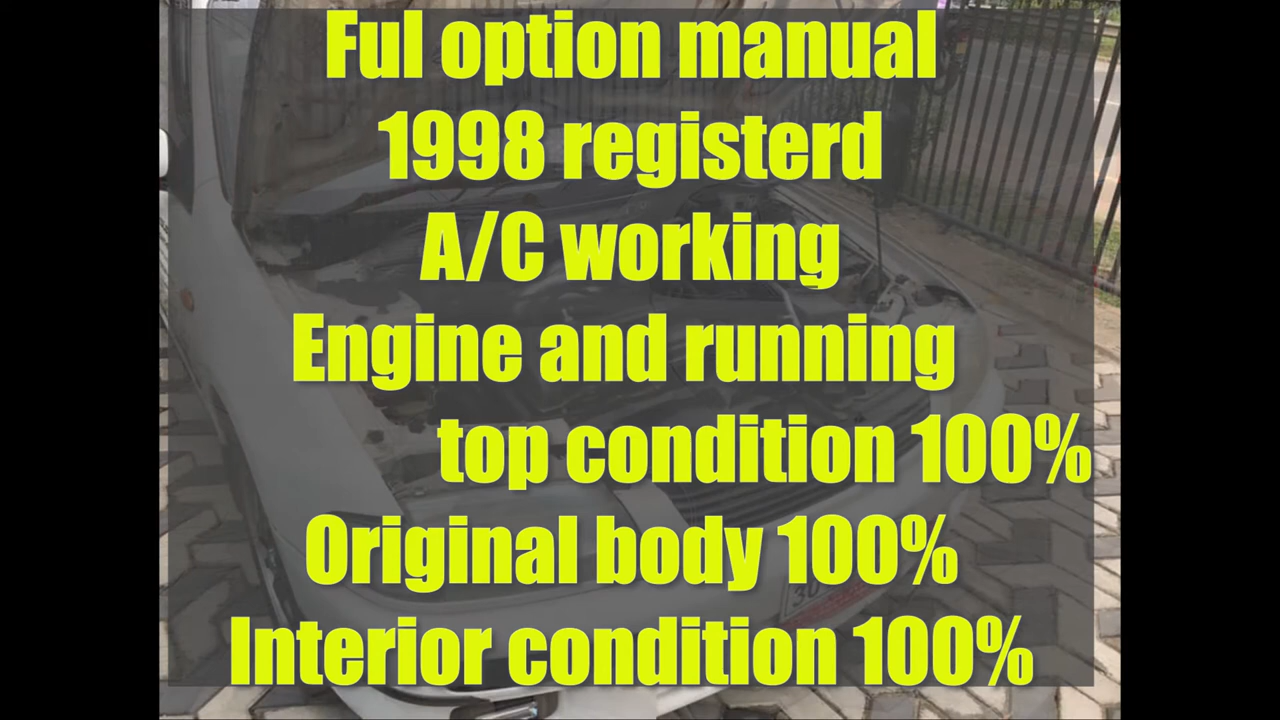 Ful option manual
1998 registerd
A/C working
Engine and running
top condition 100%
Original body 100%
Interior condition 100%